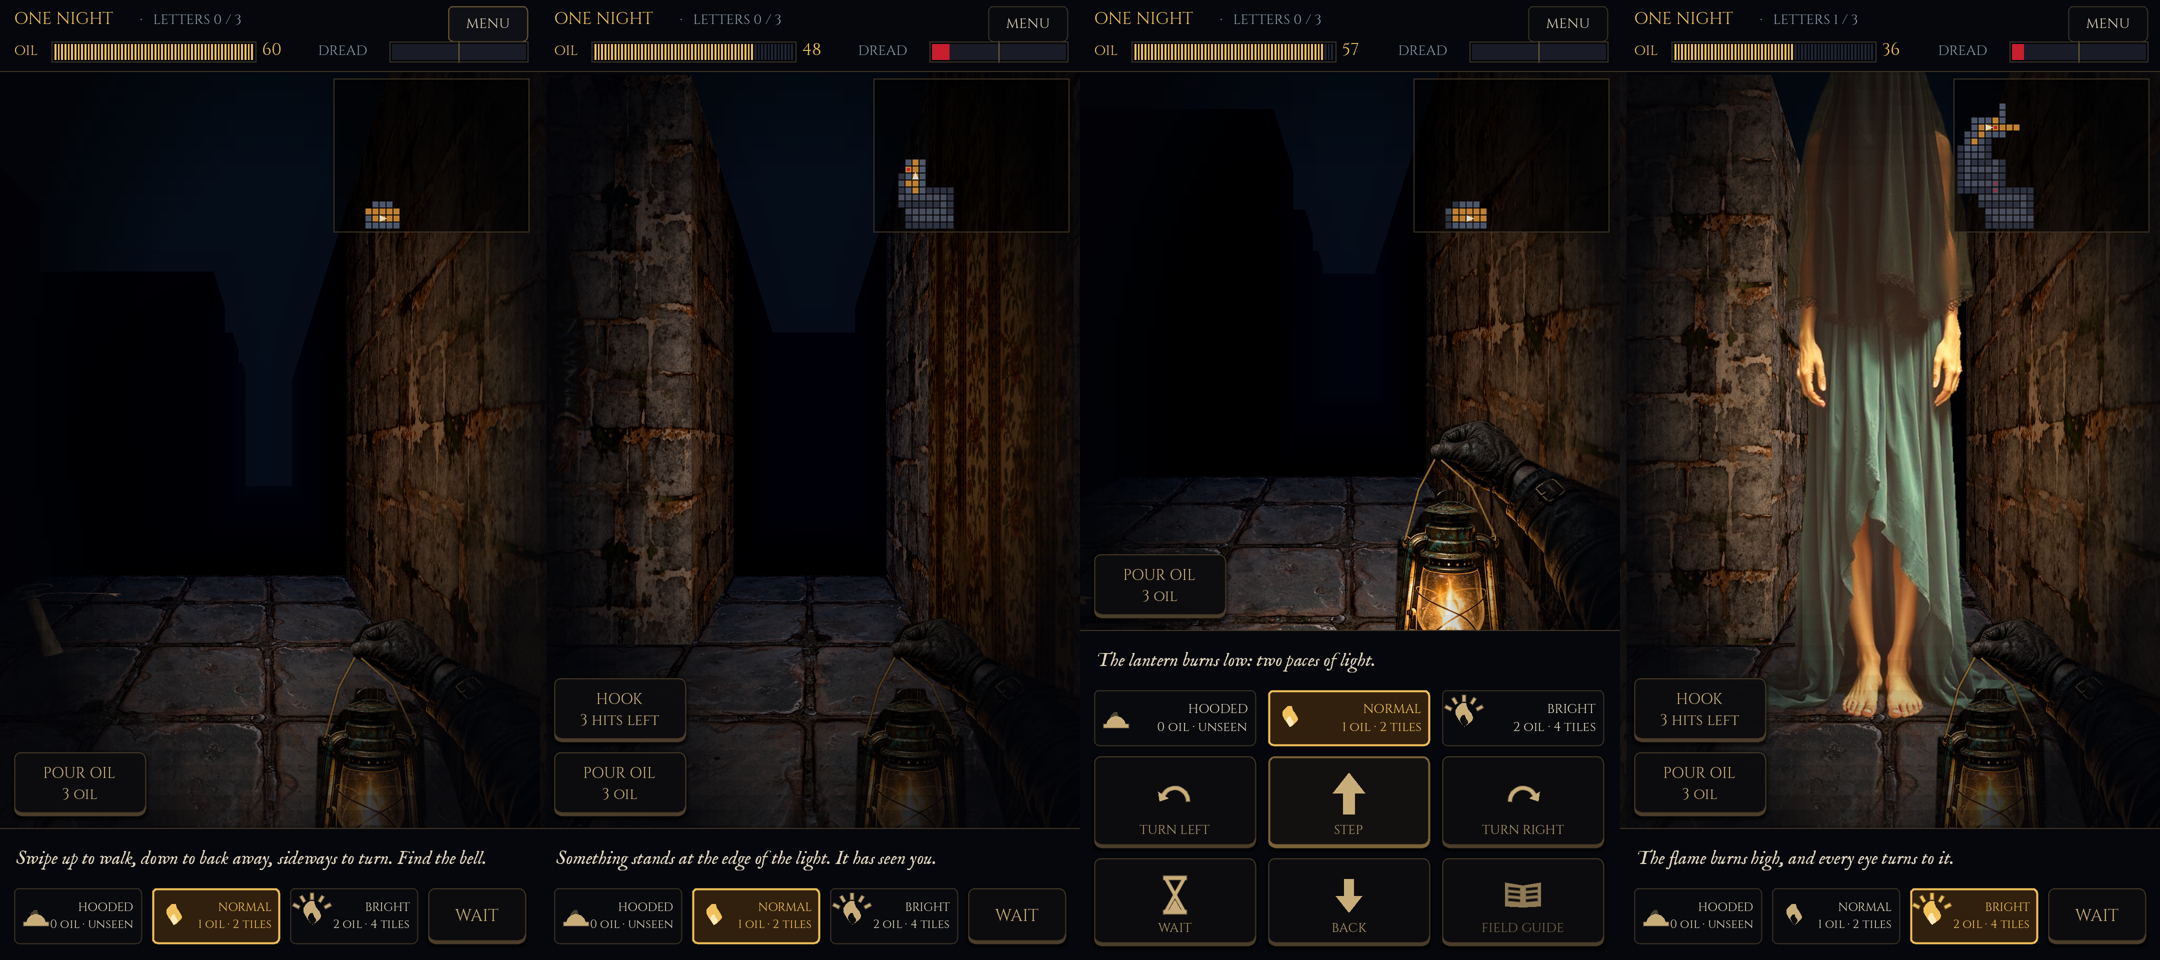 ONE NIGHT · LETTERS 0 / 3
MENU
OIL 60 DREAD
POUR OIL
3 OIL
Swipe up to walk, down to back away, sideways to turn. Find the bell.
HOODED
0 OIL · UNSEEN
NORMAL
1 OIL · 2 TILES
BRIGHT
2 OIL · 4 TILES
WAIT
ONE NIGHT · LETTERS 0 / 3
MENU
OIL 48 DREAD
HOOK
3 HITS LEFT
POUR OIL
3 OIL
Something stands at the edge of the light. It has seen you.
HOODED
0 OIL · UNSEEN
NORMAL
1 OIL · 2 TILES
BRIGHT
2 OIL · 4 TILES
WAIT
ONE NIGHT · LETTERS 0 / 3
MENU
OIL 57 DREAD
POUR OIL
3 OIL
The lantern burns low: two paces of light.
HOODED
0 OIL · UNSEEN
NORMAL
1 OIL · 2 TILES
BRIGHT
2 OIL · 4 TILES
TURN LEFT
STEP
TURN RIGHT
WAIT
BACK
FIELD GUIDE
ONE NIGHT · LETTERS 1 / 3
MENU
OIL 36 DREAD
HOOK
3 HITS LEFT
POUR OIL
3 OIL
The flame burns high, and every eye turns to it.
HOODED
0 OIL · UNSEEN
NORMAL
1 OIL · 2 TILES
BRIGHT
2 OIL · 4 TILES
WAIT